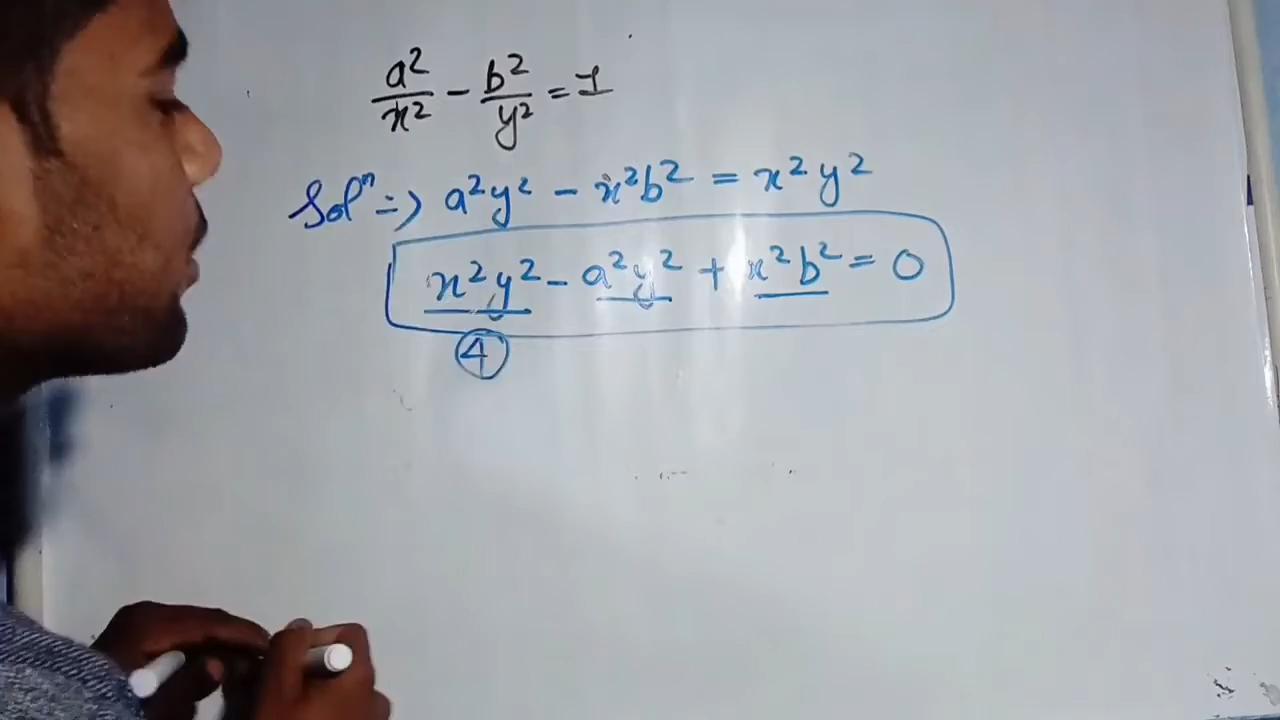 a²/x² - b²/y² = 1
Solⁿ => a²y² - x²b² = x²y²
x²y² - a²y² + x²b² = 0
4